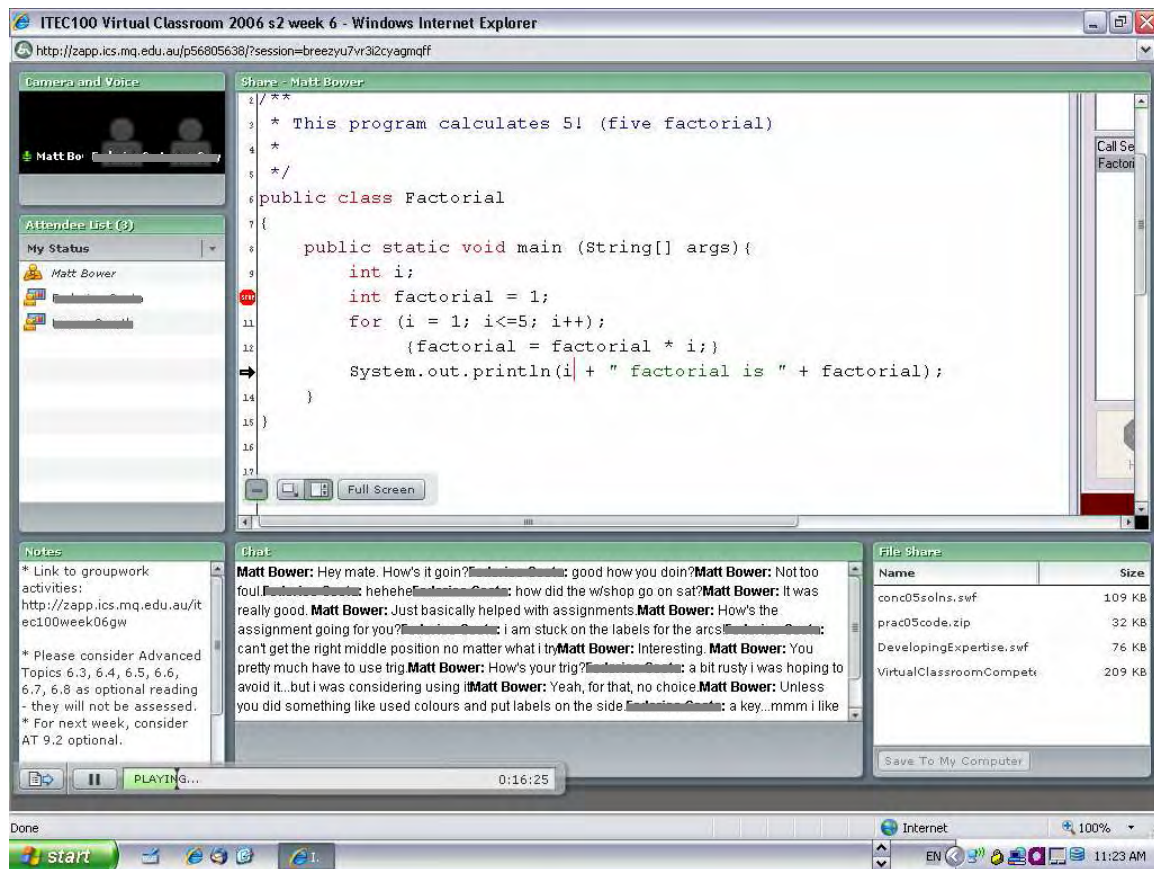 ITEC100 Virtual Classroom 2006 s2 week 6 - Windows Internet Explorer
http://zapp.ics.mq.edu.au/p56805638/?session=breezyu7vr3i2cyagmqff
Camera and Voice
Matt Bo
Attendee List (3)
My Status
Matt Bower
Share - Matt Bower
2 /**
3 * This program calculates 5! (five factorial)
4 *
5 */
6 public class Factorial
7 {
8 public static void main (String[] args){
9 int i;
STOP int factorial = 1;
11 for (i = 1; i<=5; i++);
12 {factorial = factorial * i;}
System.out.println(i + " factorial is " + factorial);
14 }
15 }
16
17
Full Screen
Call Se
Factori
Notes
* Link to groupwork
activities:
http://zapp.ics.mq.edu.au/it
ec100week06gw
* Please consider Advanced
Topics 6.3, 6.4, 6.5, 6.6,
6.7, 6.8 as optional reading
- they will not be assessed.
* For next week, consider
AT 9.2 optional.
Chat
Matt Bower: Hey mate. How's it goin? : good how you doin?Matt Bower: Not too
foul. : hehehe : how did the w/shop go on sat?Matt Bower: It was
really good. Matt Bower: Just basically helped with assignments.Matt Bower: How's the
assignment going for you? : i am stuck on the labels for the arcs! :
can't get the right middle position no matter what i tryMatt Bower: Interesting. Matt Bower: You
pretty much have to use trig.Matt Bower: How's your trig? : a bit rusty i was hoping to
avoid it...but i was considering using itMatt Bower: Yeah, for that, no choice.Matt Bower: Unless
you did something like used colours and put labels on the side. : a key...mmm i like
File Share
Name Size
conc05solns.swf 109 KB
prac05code.zip 32 KB
DevelopingExpertise.swf 76 KB
VirtualClassroomCompete 209 KB
Save To My Computer
PLAYING... 0:16:25
Done
Internet
100%
start
I.
EN
11:23 AM